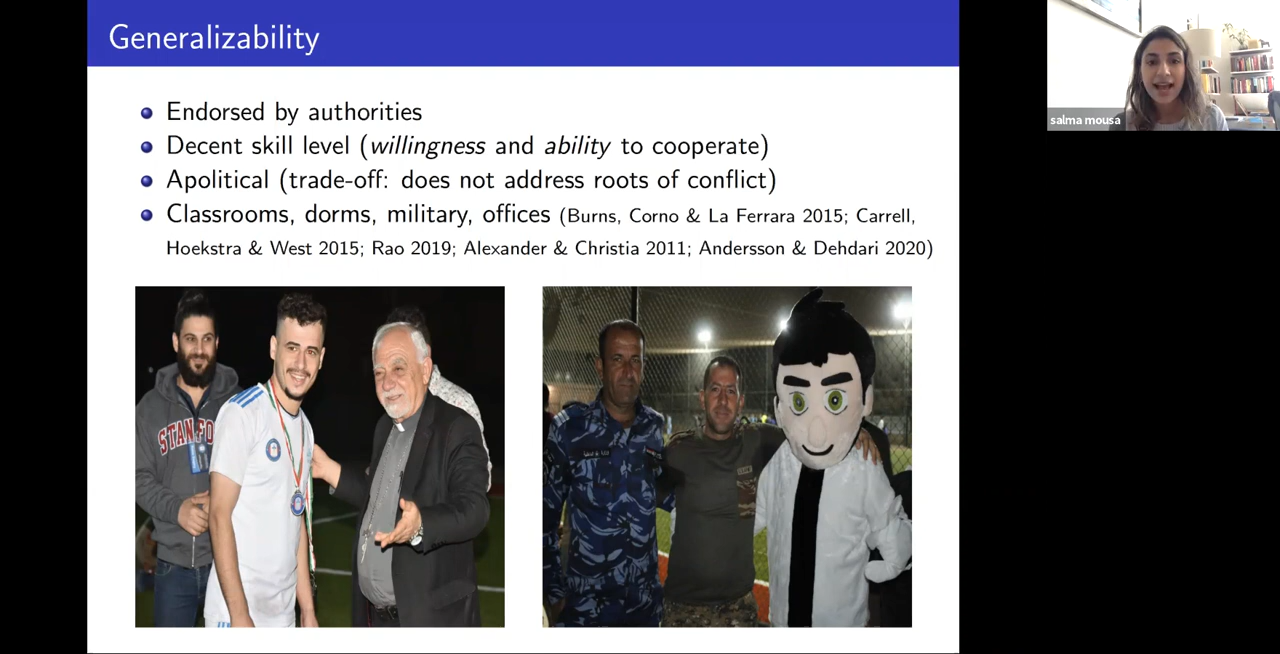 Generalizability
Endorsed by authorities
Decent skill level (willingness and ability to cooperate)
Apolitical (trade-off: does not address roots of conflict)
Classrooms, dorms, military, offices (Burns, Corno & La Ferrara 2015; Carrell,
Hoekstra & West 2015; Rao 2019; Alexander & Christia 2011; Andersson & Dehdari 2020)
salma mousa
STANFO